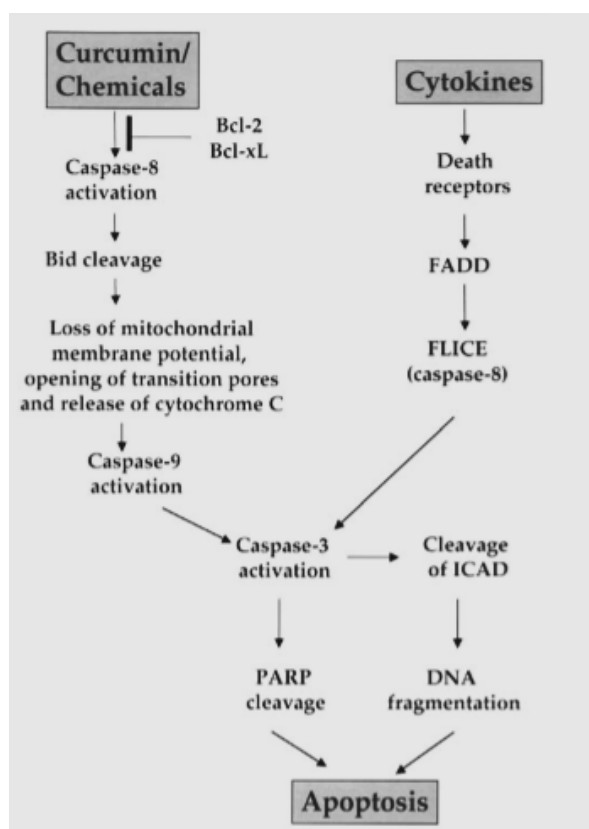 Curcumin/
Chemicals
Bcl-2
Bcl-xL
Caspase-8
activation
Bid cleavage
Loss of mitochondrial
membrane potential,
opening of transition pores
and release of cytochrome C
Caspase-9
activation
Cytokines
Death
receptors
FADD
FLICE
(caspase-8)
Caspase-3
activation
Cleavage
of ICAD
PARP
cleavage
DNA
fragmentation
Apoptosis